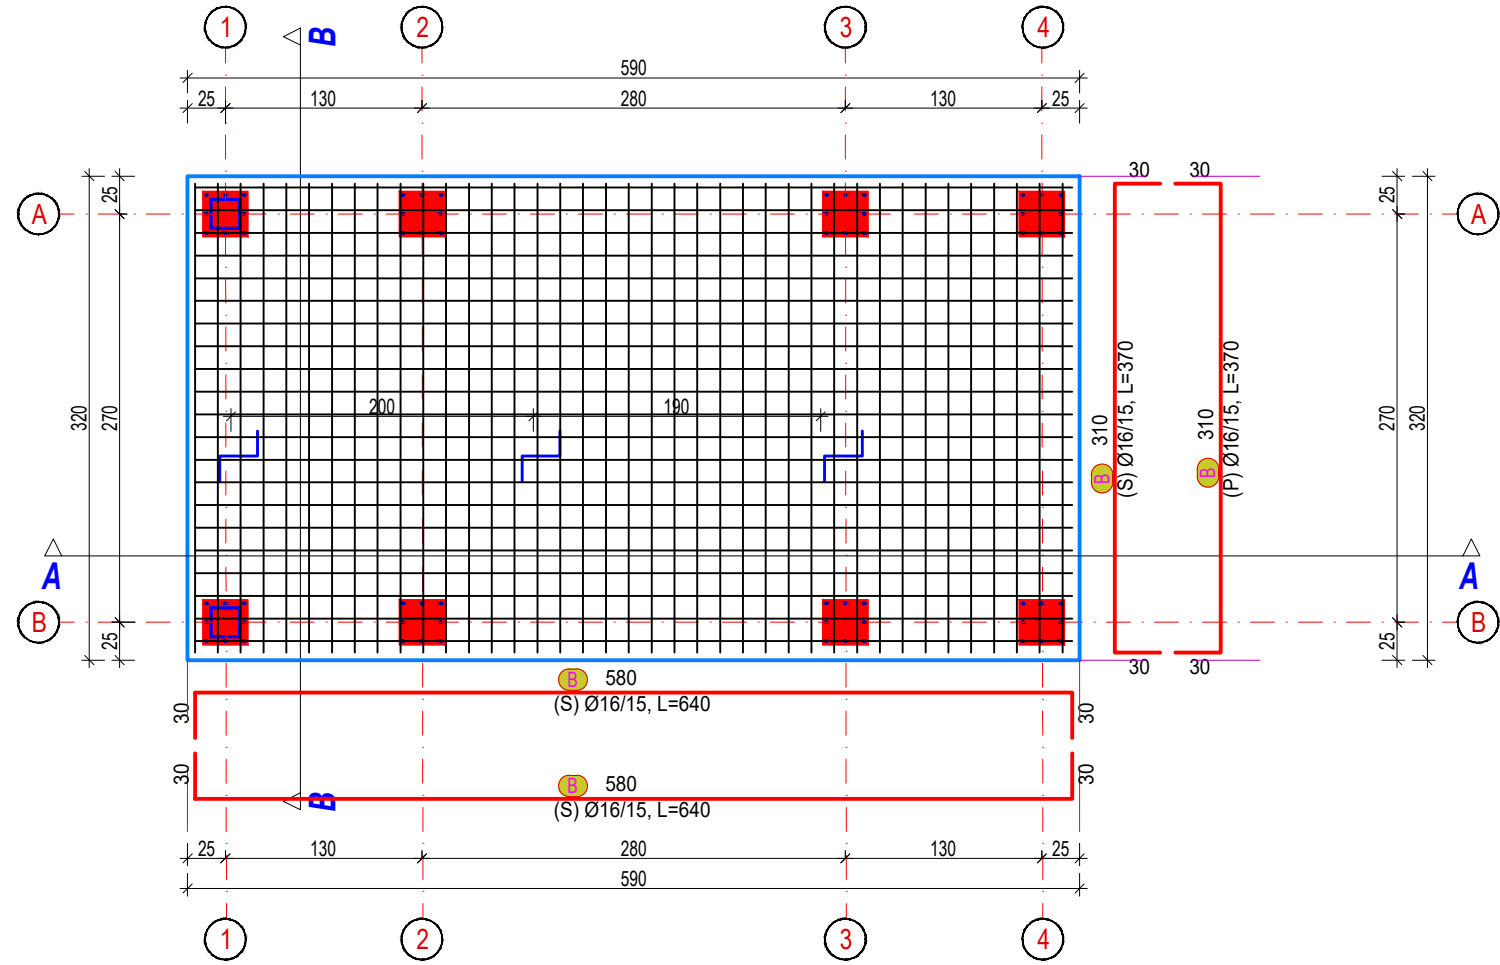 1 2 3 4
B
590
25 130 280 130 25
30 30
25 25
A A
320 270 270 320
200 190
310 310
B (S) Ø16/15, L=370
B (P) Ø16/15, L=370
A A
B B
25 25
30 30
B 580
(S) Ø16/15, L=640
30 30
30 30
B 580
(S) Ø16/15, L=640
B
25 130 280 130 25
590
1 2 3 4